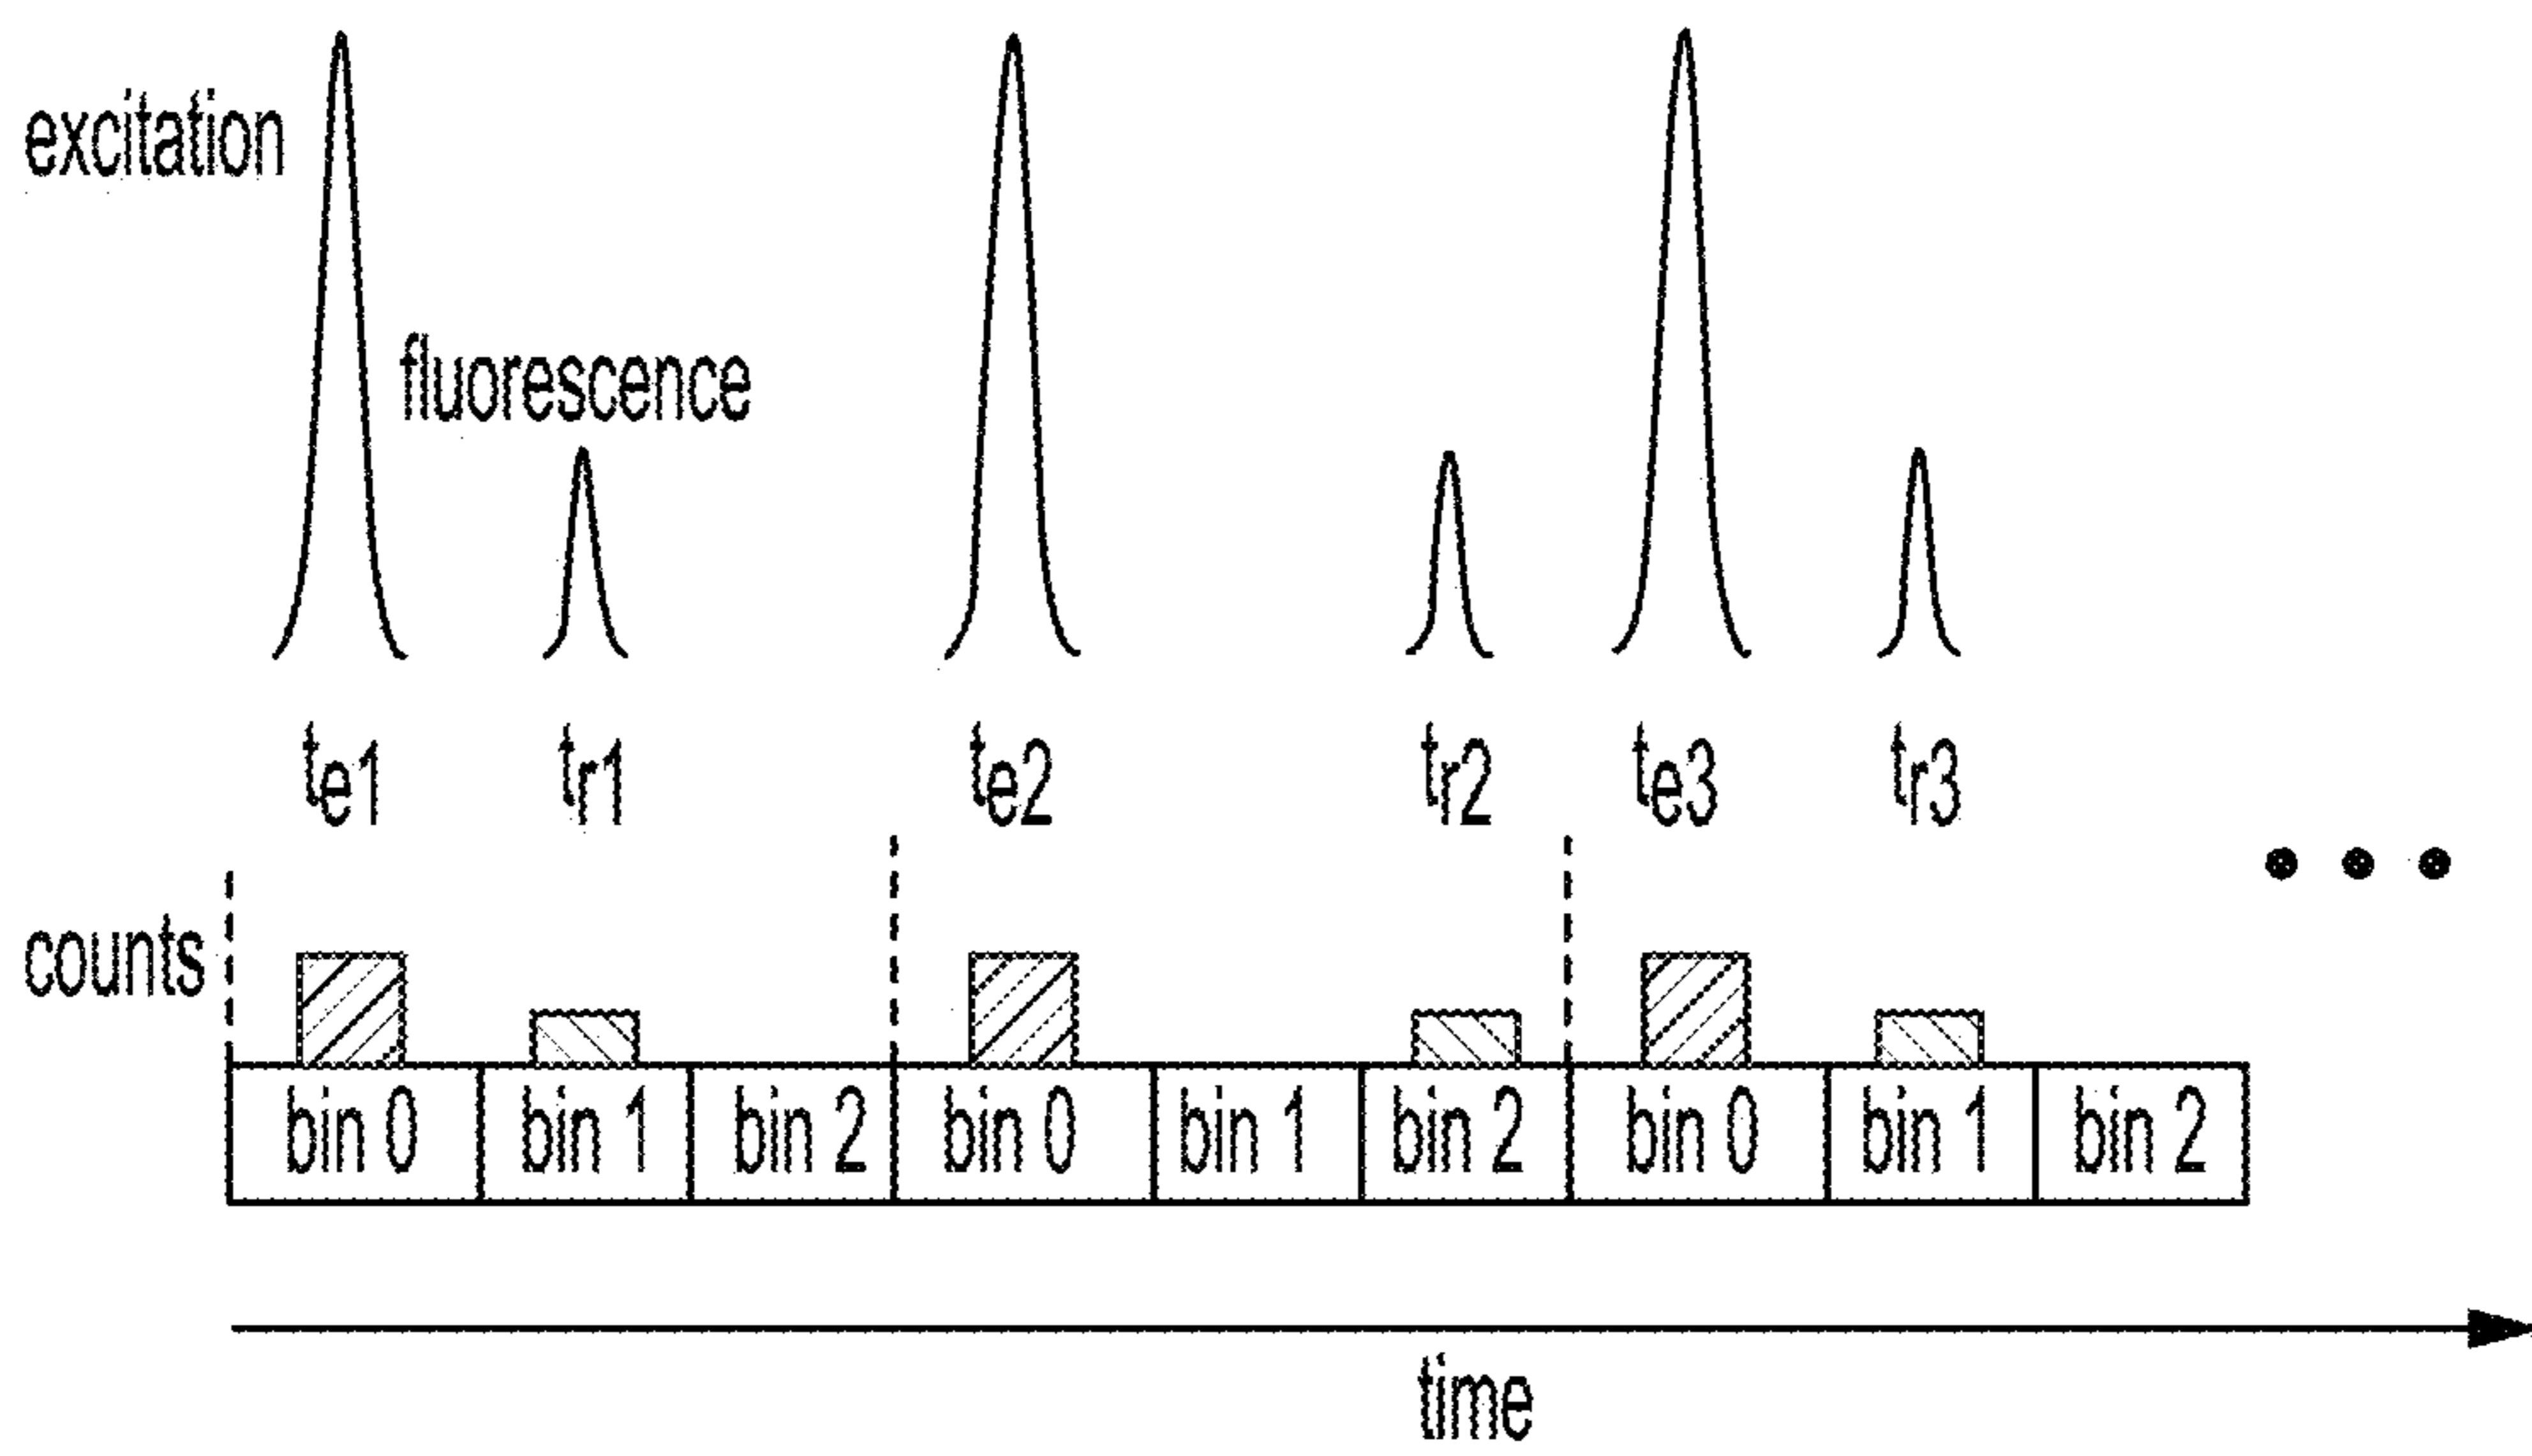 excitation
fluorescence
te1 tr1 te2 tr2 te3 tr3
counts
bin 0 bin 1 bin 2 bin 0 bin 1 bin 2 bin 0 bin 1 bin 2
time